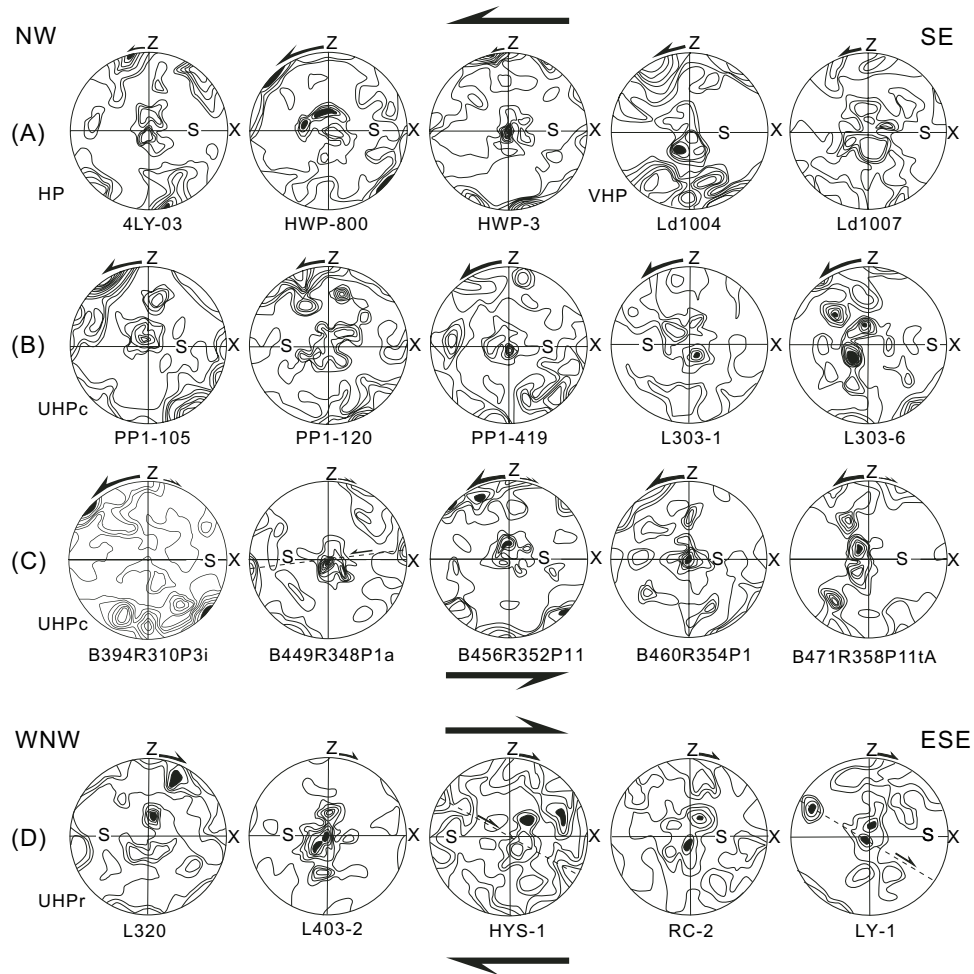 NW SE
Z Z Z Z Z
(A) S X S X S X S X S X
HP VHP
4LY-03 HWP-800 HWP-3 Ld1004 Ld1007
Z Z Z Z Z
(B) S X S X S X S X S X
UHPc
PP1-105 PP1-120 PP1-419 L303-1 L303-6
Z Z Z Z Z
(C) S X S X S X S X S X
UHPc
B394R310P3i B449R348P1a B456R352P11 B460R354P1 B471R358P11tA
WNW ESE
Z Z Z Z Z
(D) S X S X S X S X S X
UHPr
L320 L403-2 HYS-1 RC-2 LY-1